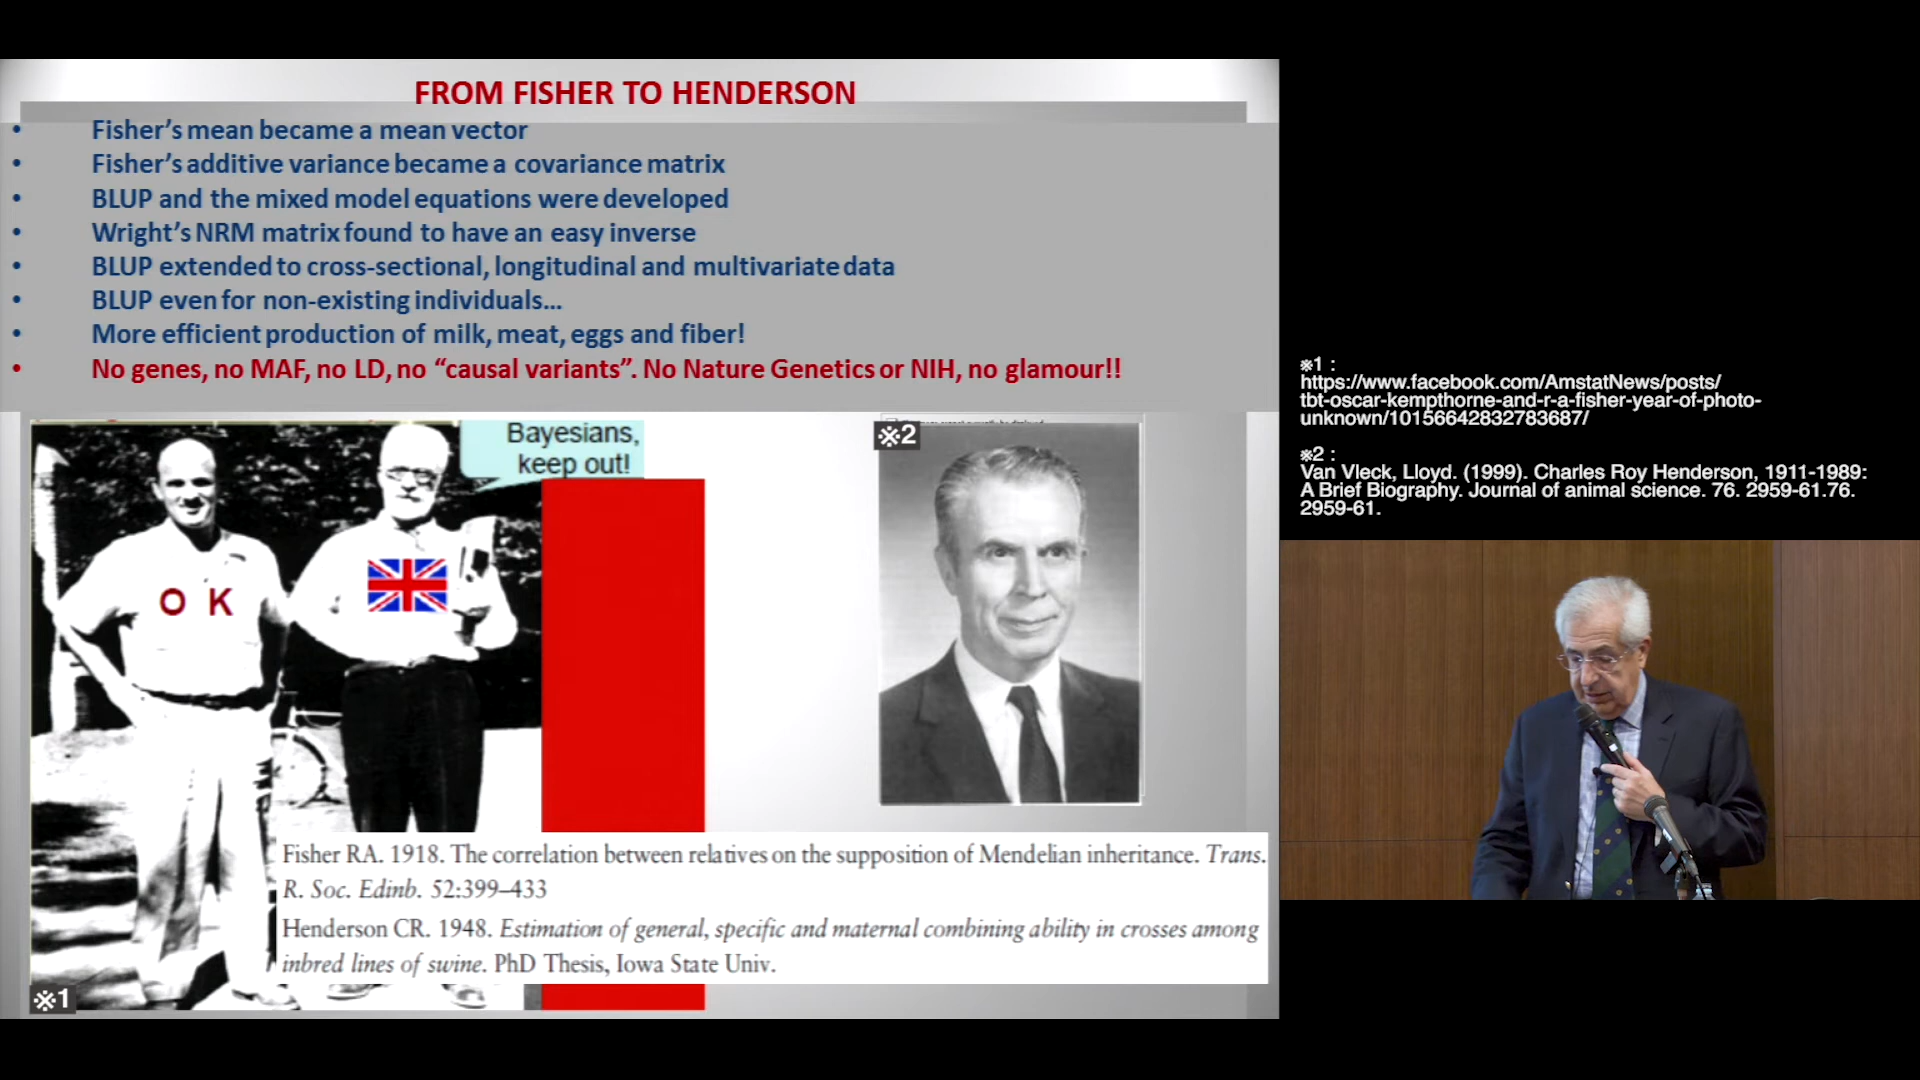 FROM FISHER TO HENDERSON
• Fisher's mean became a mean vector
• Fisher's additive variance became a covariance matrix
• BLUP and the mixed model equations were developed
• Wright's NRM matrix found to have an easy inverse
• BLUP extended to cross-sectional, longitudinal and multivariate data
• BLUP even for non-existing individuals...
• More efficient production of milk, meat, eggs and fiber!
• No genes, no MAF, no LD, no “causal variants”. No Nature Genetics or NIH, no glamour!!
Bayesians,
keep out!
O K
※2
Fisher RA. 1918. The correlation between relatives on the supposition of Mendelian inheritance. Trans.
R. Soc. Edinb. 52:399–433
Henderson CR. 1948. Estimation of general, specific and maternal combining ability in crosses among
inbred lines of swine. PhD Thesis, Iowa State Univ.
※1
※1 :
https://www.facebook.com/AmstatNews/posts/
tbt-oscar-kempthorne-and-r-a-fisher-year-of-photo-
unknown/10156642832783687/
※2 :
Van Vleck, Lloyd. (1999). Charles Roy Henderson, 1911-1989:
A Brief Biography. Journal of animal science. 76. 2959-61.76.
2959-61.